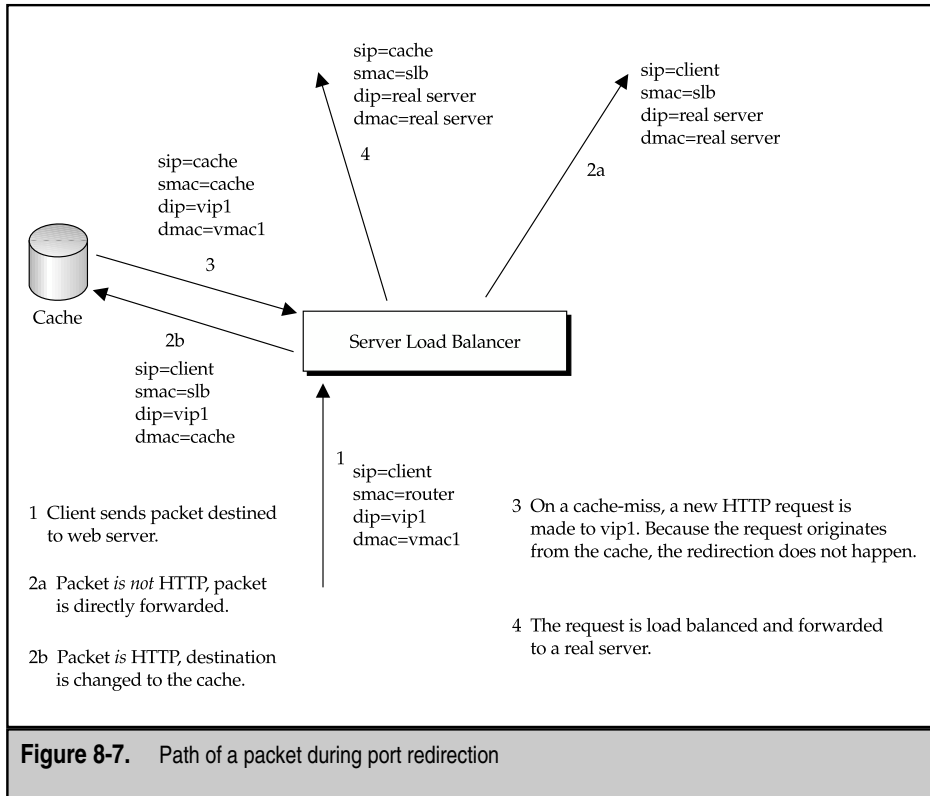 sip=cache
smac=slb
dip=real server
dmac=real server
4
sip=client
smac=slb
dip=real server
dmac=real server
2a
sip=cache
smac=cache
dip=vip1
dmac=vmac1
3
Cache
2b
sip=client
smac=slb
dip=vip1
dmac=cache
Server Load Balancer
1
sip=client
smac=router
dip=vip1
dmac=vmac1
1 Client sends packet destined
to web server.
2a Packet is not HTTP, packet
is directly forwarded.
2b Packet is HTTP, destination
is changed to the cache.
3 On a cache-miss, a new HTTP request is
made to vip1. Because the request originates
from the cache, the redirection does not happen.
4 The request is load balanced and forwarded
to a real server.
Figure 8-7. Path of a packet during port redirection